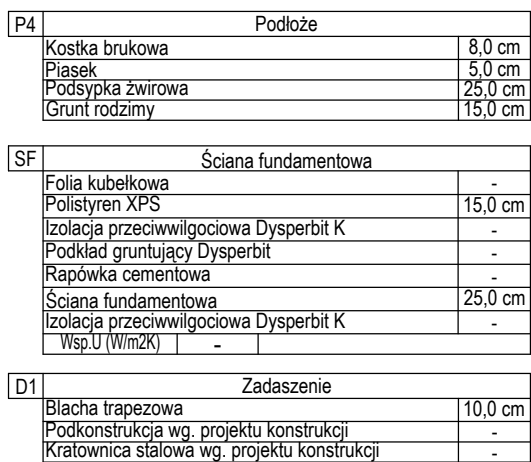 P4 Podłoże
Kostka brukowa 8,0 cm
Piasek 5,0 cm
Podsypka żwirowa 25,0 cm
Grunt rodzimy 15,0 cm
SF Ściana fundamentowa
Folia kubełkowa -
Polistyren XPS 15,0 cm
Izolacja przeciwwilgociowa Dysperbit K -
Podkład gruntujący Dysperbit -
Rapówka cementowa -
Ściana fundamentowa 25,0 cm
Izolacja przeciwwilgociowa Dysperbit K -
Wsp.U (W/m2K) -
D1 Zadaszenie
Blacha trapezowa 10,0 cm
Podkonstrukcja wg. projektu konstrukcji -
Kratownica stalowa wg. projektu konstrukcji -